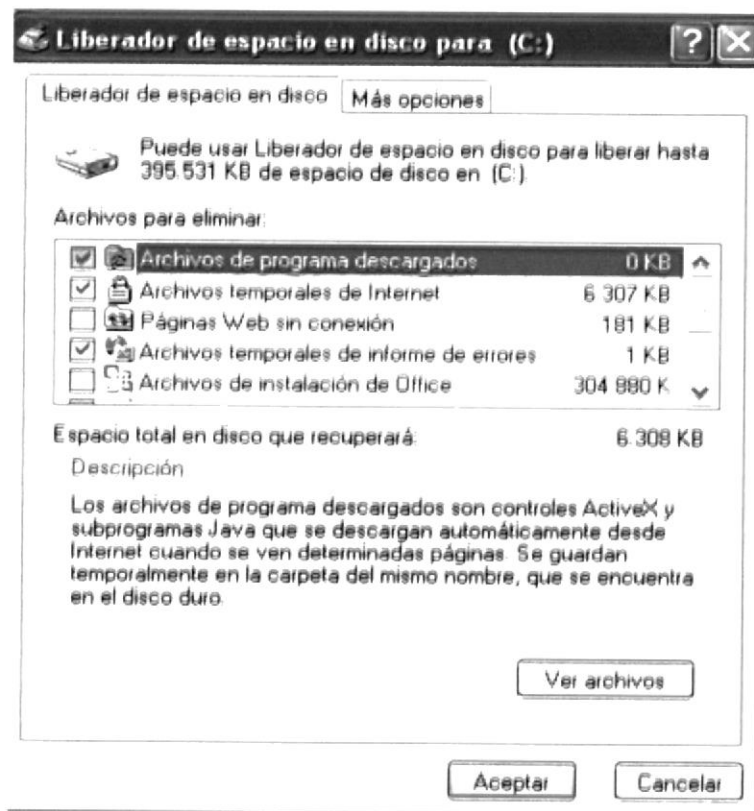 Liberador de espacio en disco para (C:)
Liberador de espacio en disco
Más opciones
Puede usar Liberador de espacio en disco para liberar hasta
395.531 KB de espacio de disco en (C:)
Archivos para eliminar:
Archivos de programa descargados 0 KB
Archivos temporales de Internet 6 307 KB
Páginas Web sin conexión 181 KB
Archivos temporales de informe de errores 1 KB
Archivos de instalación de Office 304 880 K
Espacio total en disco que recuperará: 6.308 KB
Descripción
Los archivos de programa descargados son controles ActiveX y
subprogramas Java que se descargan automáticamente desde
Internet cuando se ven determinadas páginas. Se guardan
temporalmente en la carpeta del mismo nombre, que se encuentra
en el disco duro.
Ver archivos
Aceptar
Cancelar